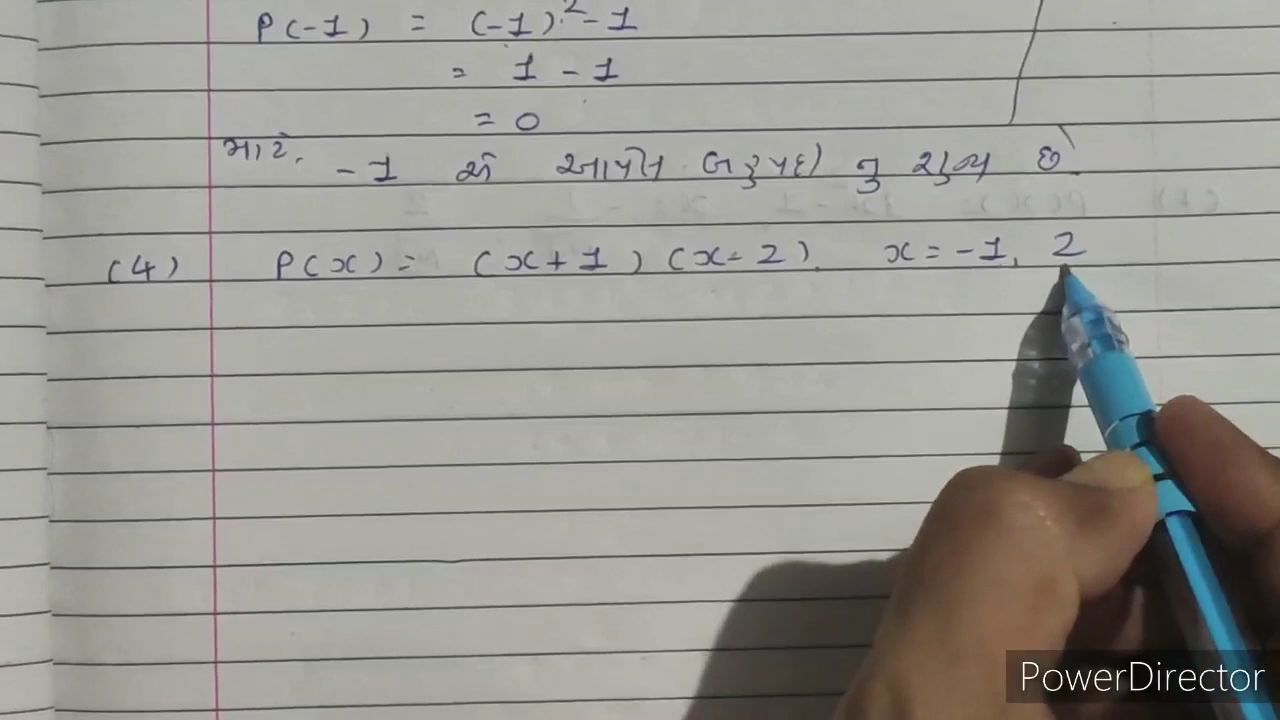 P(-1) = (-1)² - 1
= 1 - 1
= 0
માટે, -1 એ આપેલ બહુપદી નું શૂન્ય છે
(4) P(x) = (x+1) (x-2), x = -1, 2
PowerDirector